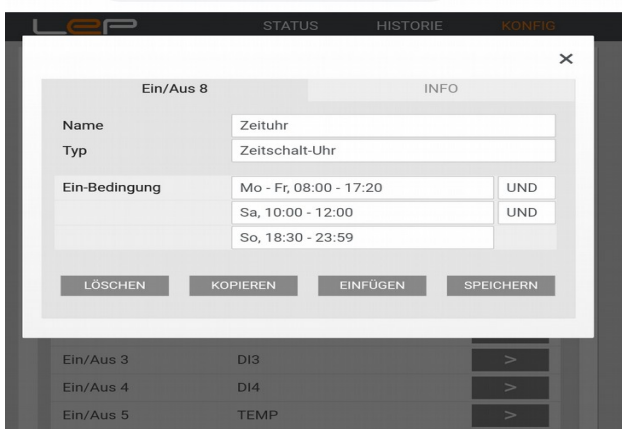 LEP STATUS HISTORIE KONFIG
×
Ein/Aus 8 INFO
Name Zeituhr
Typ Zeitschalt-Uhr
Ein-Bedingung Mo - Fr, 08:00 - 17:20 UND
Sa, 10:00 - 12:00 UND
So, 18:30 - 23:59
LÖSCHEN KOPIEREN EINFÜGEN SPEICHERN
Ein/Aus 3 DI3 >
Ein/Aus 4 DI4 >
Ein/Aus 5 TEMP >